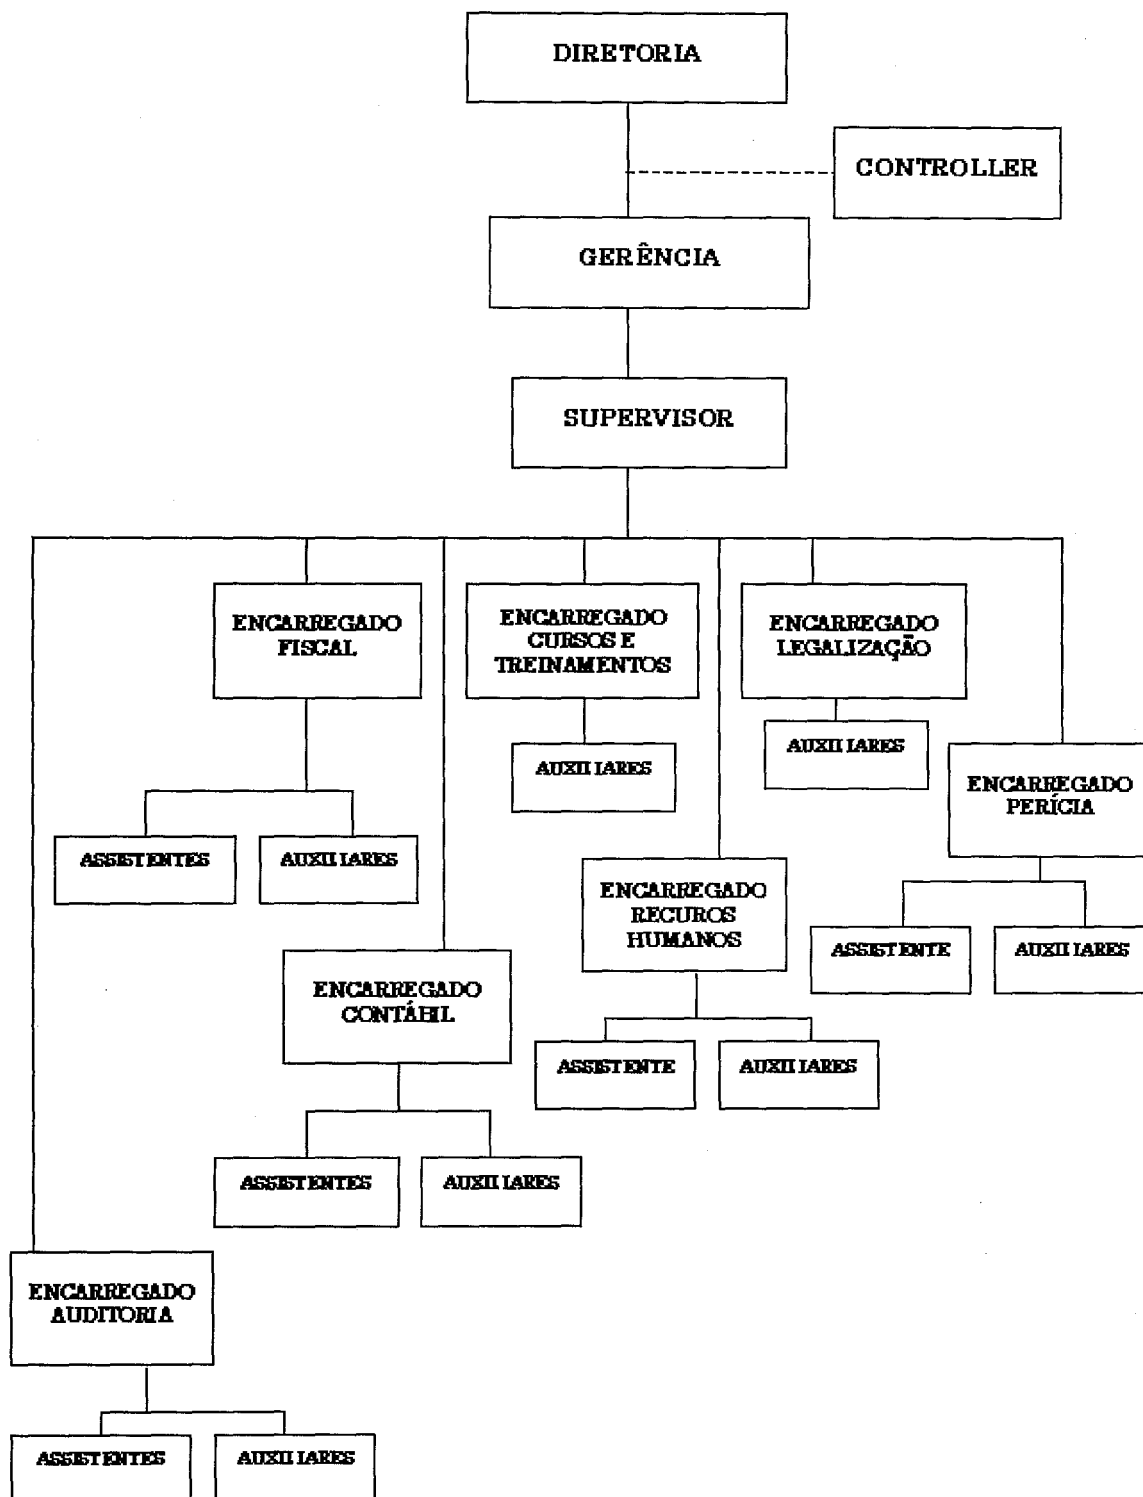 DIRETORIA
CONTROLLER
GERÊNCIA
SUPERVISOR
ENCARREGADO
FISCAL
ENCARREGADO
CURSOS E
TREINAMENTOS
ENCARREGADO
LEGALIZAÇÃO
AUXILIARES
AUXILIARES
ENCARREGADO
PERÍCIA
ASSISTENTES
AUXILIARES
ENCARREGADO
RECUROS
HUMANOS
ASSISTENTE
AUXILIARES
ENCARREGADO
CONTÁBIL
ASSISTENTE
AUXILIARES
ASSISTENTES
AUXILIARES
ENCARREGADO
AUDITORIA
ASSISTENTES
AUXILIARES